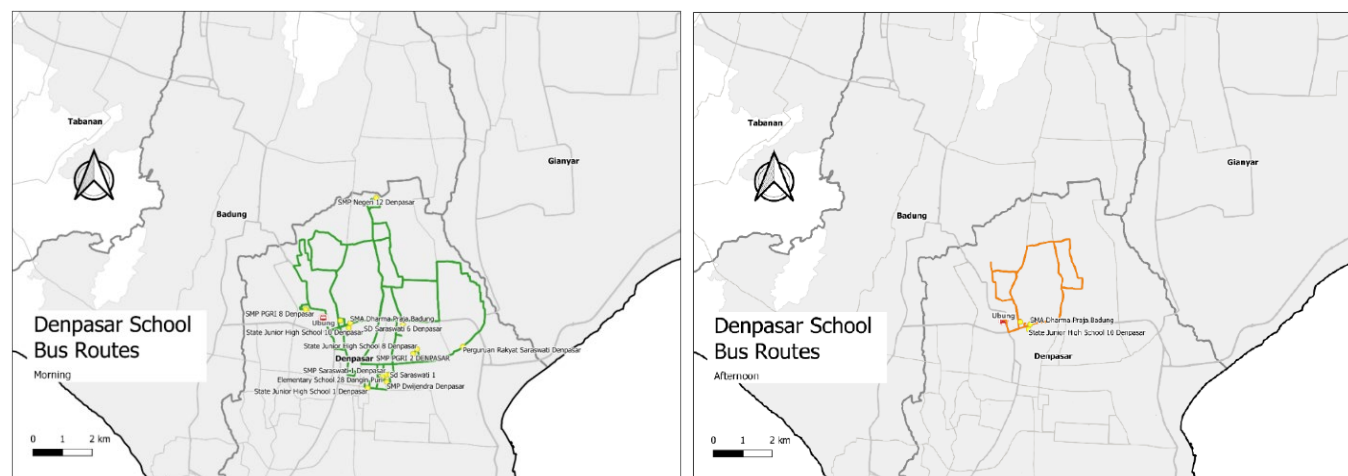 Tabanan
Gianyar
Badung
SMP Negeri 12 Denpasar
SMP PGRI 8 Denpasar
Ubung
SMA Dharma Praja Badung
State Junior High School 10 Denpasar
SD Saraswati 6 Denpasar
State Junior High School 8 Denpasar
Perguruan Rakyat Saraswati Denpasar
Denpasar
SMP PGRI 2 DENPASAR
SMP Saraswati 1 Denpasar
Sd Saraswati 1
Elementary School 28 Dangin Puri
SMP Dwijendra Denpasar
State Junior High School 1 Denpasar
Denpasar School
Bus Routes
Morning
0 1 2 km
Tabanan
Gianyar
Badung
Ubung
SMA Dharma Praja Badung
State Junior High School 10 Denpasar
Denpasar
Denpasar School
Bus Routes
Afternoon
0 1 2 km